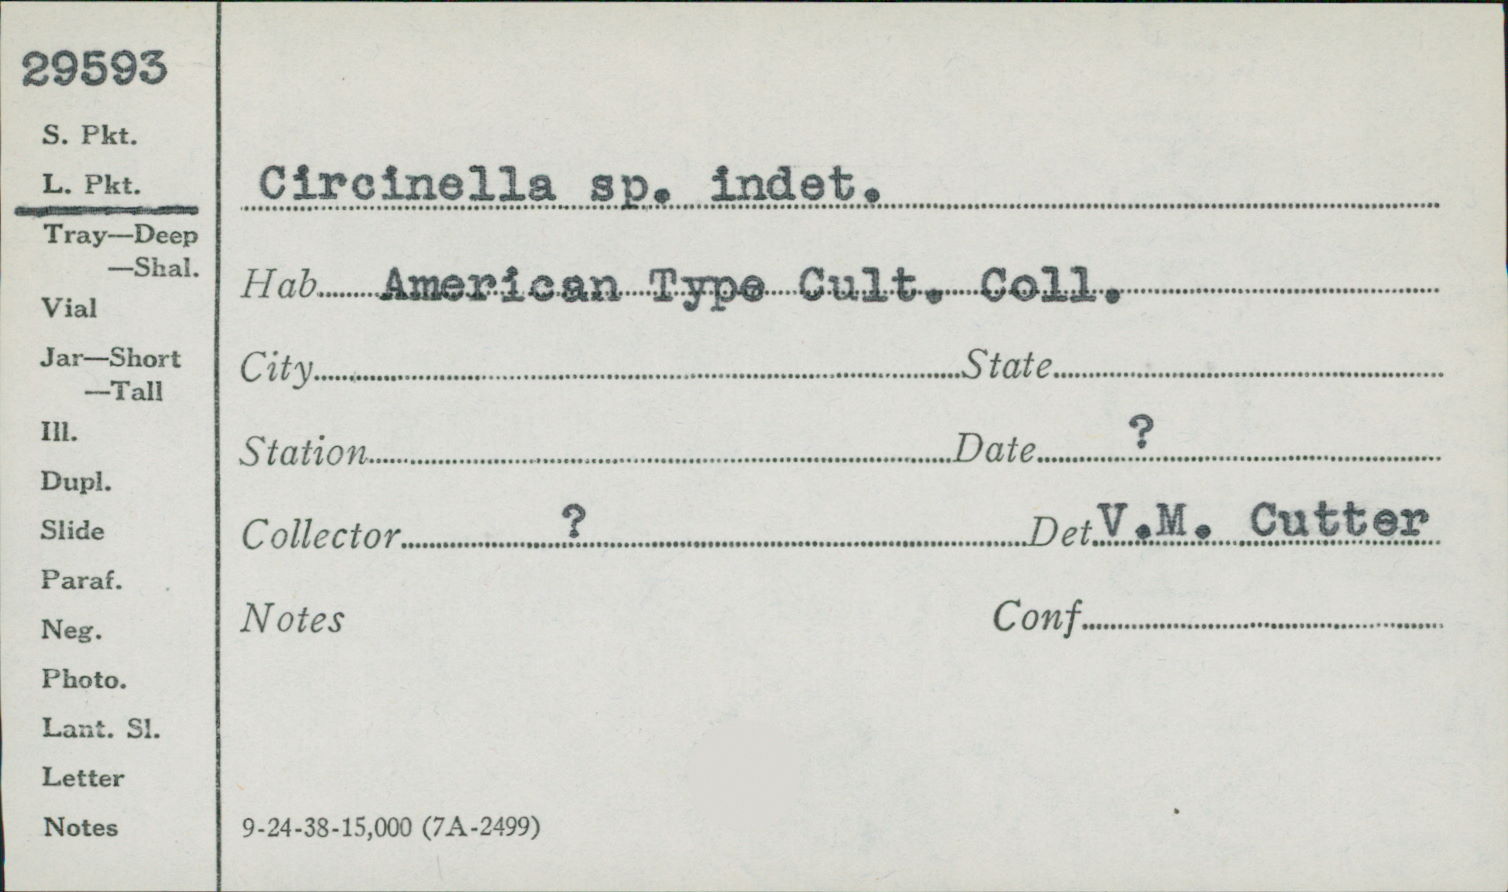 29593
S. Pkt.
L. Pkt.
Tray—Deep
—Shal.
Vial
Jar—Short
—Tall
Ill.
Dupl.
Slide
Paraf.
Neg.
Photo.
Lant. Sl.
Letter
Notes
Circinella sp. indet.
Hab. American Type Cult. Coll.
City State
Station Date ?
Collector ? Det. V.M. Cutter
Notes Conf.
9-24-38-15,000 (7A-2499)